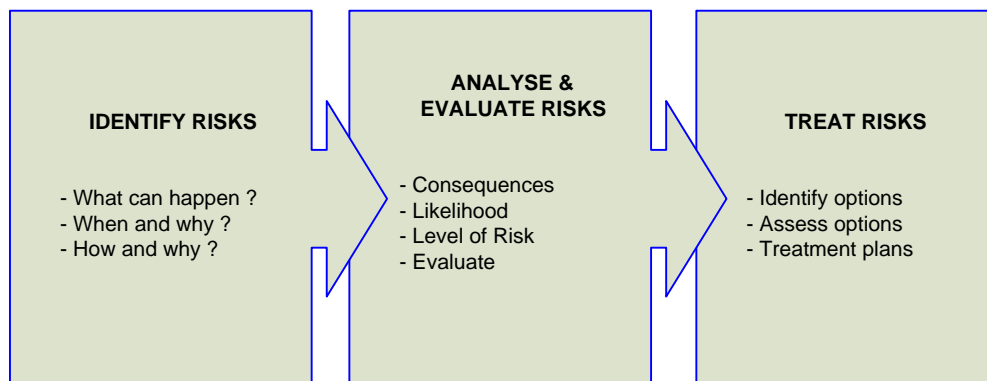 IDENTIFY RISKS
- What can happen ?
- When and why ?
- How and why ?
ANALYSE &
EVALUATE RISKS
- Consequences
- Likelihood
- Level of Risk
- Evaluate
TREAT RISKS
- Identify options
- Assess options
- Treatment plans